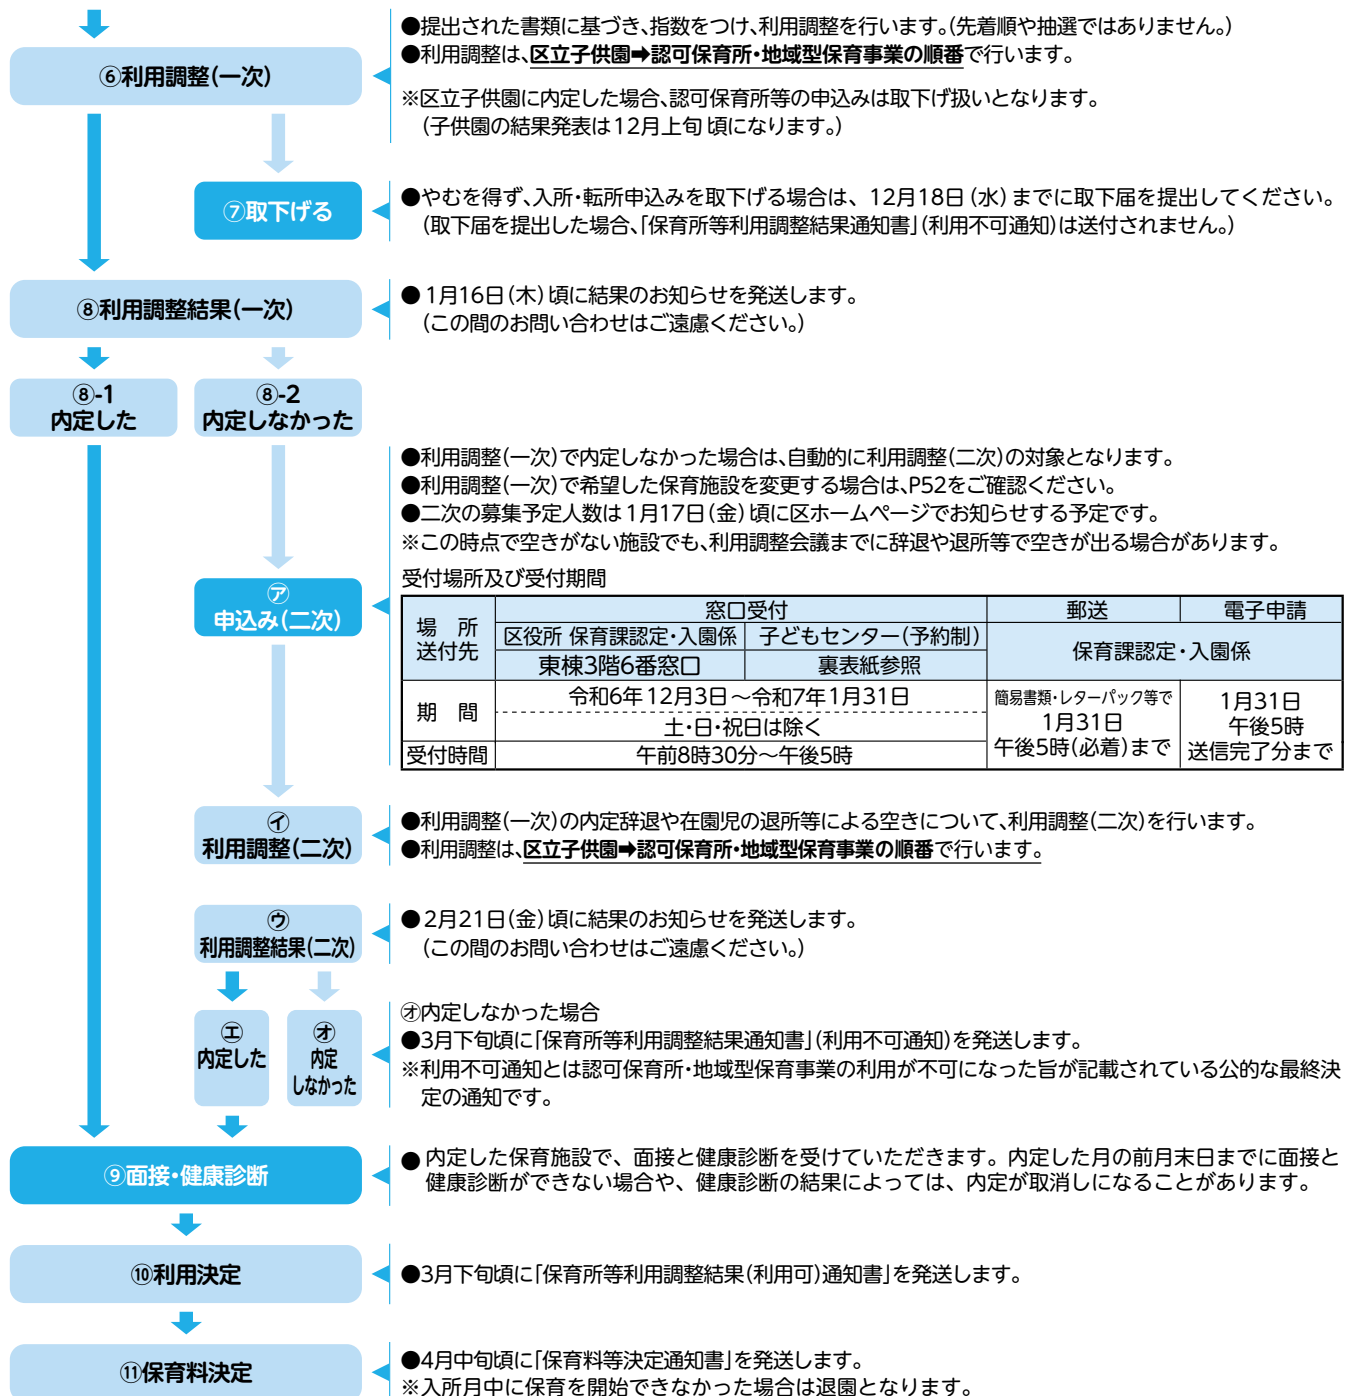 ●提出された書類に基づき、指数をつけ、利用調整を行います。(先着順や抽選ではありません。)
●利用調整は、区立子供園➡認可保育所・地域型保育事業の順番で行います。
⑥利用調整(一次)
※区立子供園に内定した場合、認可保育所等の申込みは取下げ扱いとなります。
(子供園の結果発表は12月上旬頃になります。)
⑦取下げる
●やむを得ず、入所・転所申込みを取下げる場合は、12月18日(水)までに取下届を提出してください。
(取下届を提出した場合、「保育所等利用調整結果通知書」(利用不可通知)は送付されません。)
⑧利用調整結果(一次)
●1月16日(木)頃に結果のお知らせを発送します。
(この間のお問い合わせはご遠慮ください。)
⑧-1
内定した
⑧-2
内定しなかった
●利用調整(一次)で内定しなかった場合は、自動的に利用調整(二次)の対象となります。
●利用調整(一次)で希望した保育施設を変更する場合は、P52をご確認ください。
●二次の募集予定人数は1月17日(金)頃に区ホームページでお知らせする予定です。
※この時点で空きがない施設でも、利用調整会議までに辞退や退所等で空きが出る場合があります。
㋐
申込み(二次)
受付場所及び受付期間
場 所
送付先
窓口受付
郵送
電子申請
区役所 保育課認定・入園係
子どもセンター(予約制)
保育課認定・入園係
東棟3階6番窓口
裏表紙参照
期 間
令和6年12月3日～令和7年1月31日
土・日・祝日は除く
簡易書類・レターパック等で
1月31日
午後5時(必着)まで
1月31日
午後5時
送信完了分まで
受付時間
午前8時30分～午後5時
㋑
利用調整(二次)
●利用調整(一次)の内定辞退や在園児の退所等による空きについて、利用調整(二次)を行います。
●利用調整は、区立子供園➡認可保育所・地域型保育事業の順番で行います。
㋒
利用調整結果(二次)
●2月21日(金)頃に結果のお知らせを発送します。
(この間のお問い合わせはご遠慮ください。)
㋓
内定した
㋔
内定
しなかった
㋔内定しなかった場合
●3月下旬頃に「保育所等利用調整結果通知書」(利用不可通知)を発送します。
※利用不可通知とは認可保育所・地域型保育事業の利用が不可になった旨が記載されている公的な最終決
定の通知です。
⑨面接・健康診断
●内定した保育施設で、面接と健康診断を受けていただきます。内定した月の前月末日までに面接と
健康診断ができない場合や、健康診断の結果によっては、内定が取消しになることがあります。
⑩利用決定
●3月下旬頃に「保育所等利用調整結果(利用可)通知書」を発送します。
⑪保育料決定
●4月中旬頃に「保育料等決定通知書」を発送します。
※入所月中に保育を開始できなかった場合は退園となります。